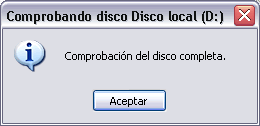 Comprobando disco Disco local (D:)
Comprobación del disco completa.
Aceptar